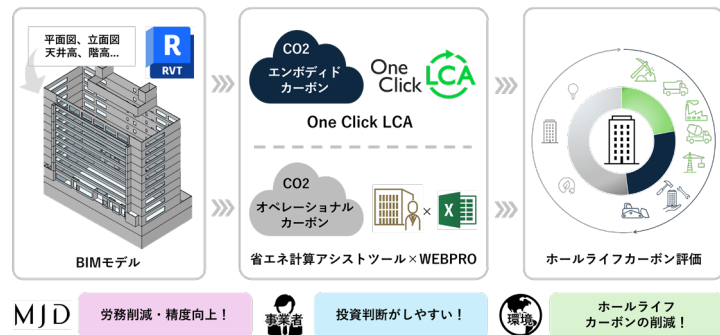 平面図、立面図
天井高、階高...
R
RVT
BIMモデル
CO2
エンボディド
カーボン
One
Click
LCA
One Click LCA
CO2
オペレーショナル
カーボン
×
X
省エネ計算アシストツール×WEBPRO
ホールライフカーボン評価
MJD
労務削減・精度向上！
事業者
投資判断がしやすい！
環境
ホールライフ
カーボンの削減！